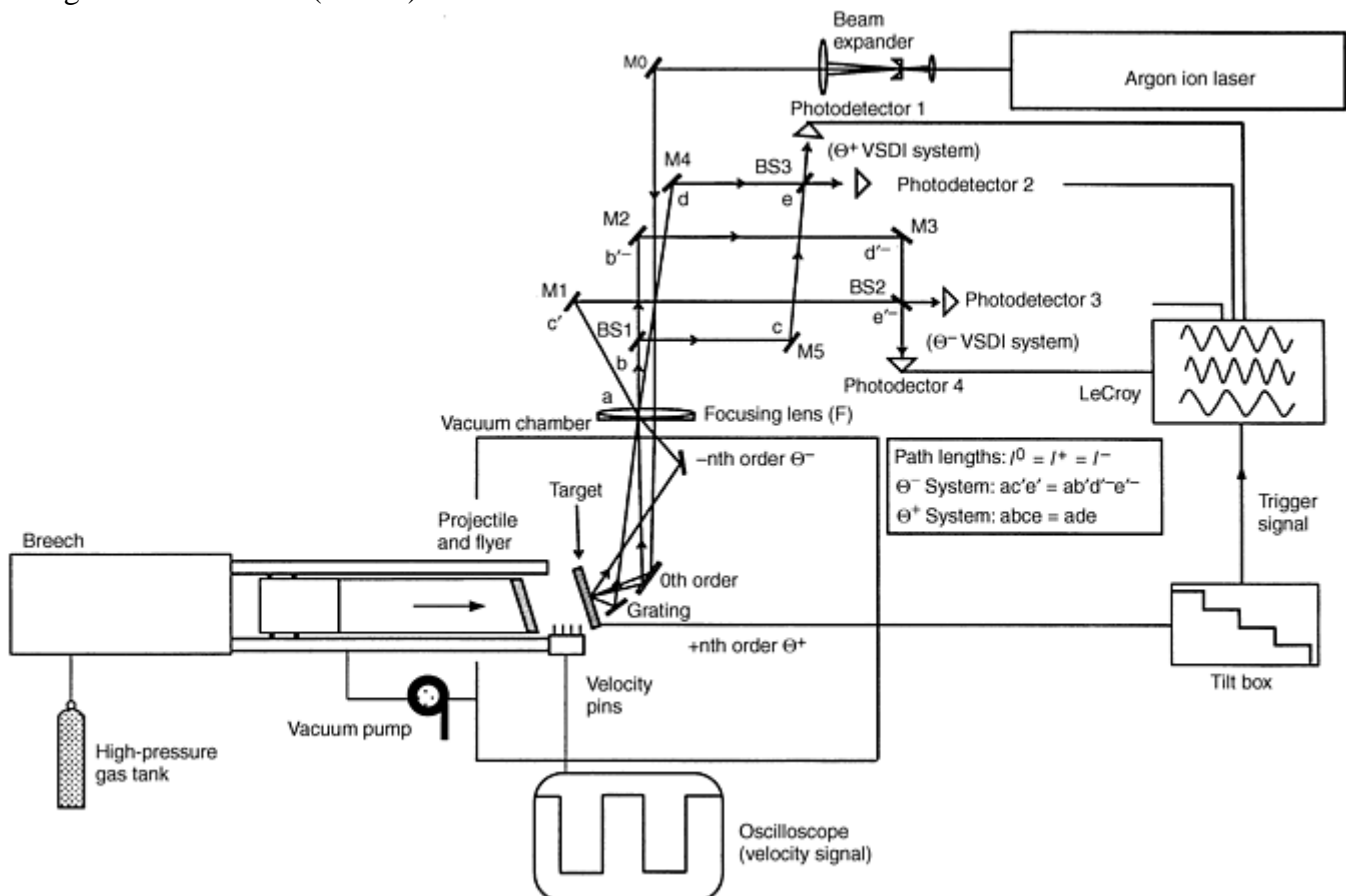 Beam
expander
Argon ion laser
M0
Photodetector 1
(Θ⁺ VSDI system)
M4
BS3
Photodetector 2
d
e
M2
M3
b'⁻
d'⁻
M1
BS2
Photodetector 3
c'
e'⁻
BS1
c
M5
(Θ⁻ VSDI system)
b
Photodector 4
LeCroy
a
Focusing lens (F)
Vacuum chamber
–nth order Θ⁻
Path lengths: l⁰ = l⁺ = l⁻
Θ⁻ System: ac'e' = ab'd'⁻e'⁻
Θ⁺ System: abce = ade
Trigger
signal
Target
Projectile
and flyer
Breech
0th order
Grating
+nth order Θ⁺
Tilt box
Velocity
pins
Vacuum pump
High-pressure
gas tank
Oscilloscope
(velocity signal)